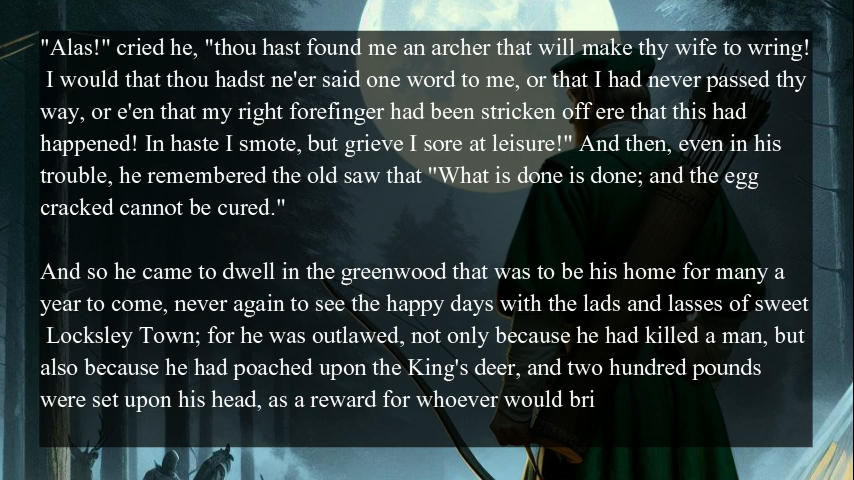 "Alas!" cried he, "thou hast found me an archer that will make thy wife to wring!
I would that thou hadst ne'er said one word to me, or that I had never passed thy
way, or e'en that my right forefinger had been stricken off ere that this had
happened! In haste I smote, but grieve I sore at leisure!" And then, even in his
trouble, he remembered the old saw that "What is done is done; and the egg
cracked cannot be cured."
And so he came to dwell in the greenwood that was to be his home for many a
year to come, never again to see the happy days with the lads and lasses of sweet
Locksley Town; for he was outlawed, not only because he had killed a man, but
also because he had poached upon the King's deer, and two hundred pounds
were set upon his head, as a reward for whoever would bri